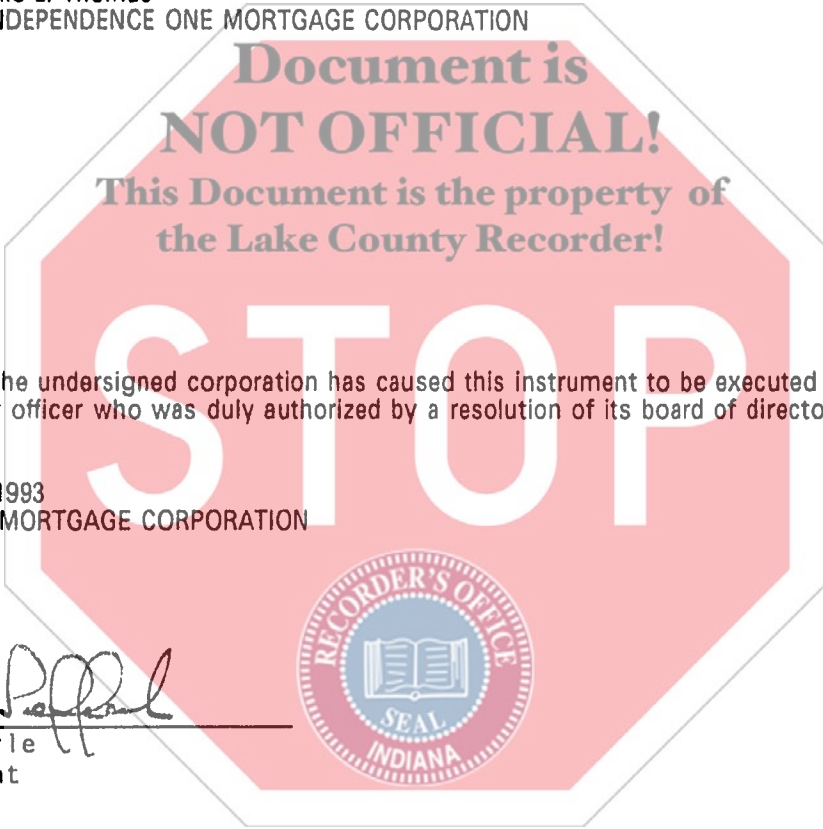 NDEPENDENCE ONE MORTGAGE CORPORATION
Document is
NOT OFFICIAL!
This Document is the property of
the Lake County Recorder!
STOP
he undersigned corporation has caused this instrument to be executed
officer who was duly authorized by a resolution of its board of directo
1993
MORTGAGE CORPORATION
RECORDER'S OFFICE
SEAL
INDIANA
le
t